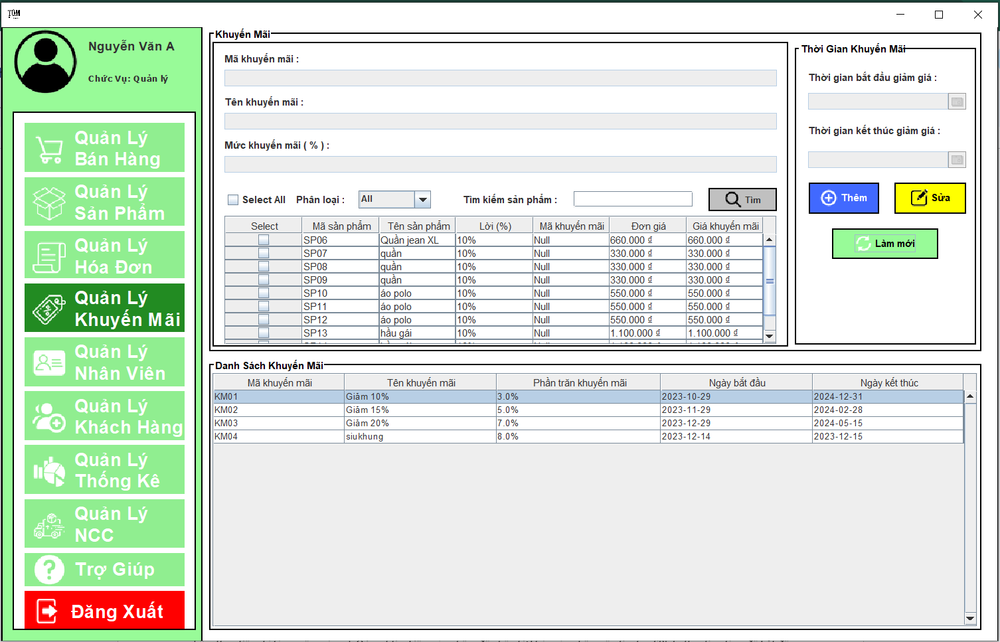 TQM
Nguyễn Văn A
Chức Vụ: Quản lý
Quản Lý
Bán Hàng
Quản Lý
Sản Phẩm
Quản Lý
Hóa Đơn
Quản Lý
Khuyến Mãi
Quản Lý
Nhân Viên
Quản Lý
Khách Hàng
Quản Lý
Thống Kê
Quản Lý
NCC
Trợ Giúp
Đăng Xuất
Khuyến Mãi
Mã khuyến mãi :
Tên khuyến mãi :
Mức khuyến mãi ( % ) :
Select All Phân loại : All Tìm kiếm sản phẩm : Tìm
Select Mã sản phẩm Tên sản phẩm Lời (%) Mã khuyến mãi Đơn giá Giá khuyến mãi
SP06 Quần jean XL 10% Null 660.000 ₫ 660.000 ₫
SP07 quần 10% Null 330.000 ₫ 330.000 ₫
SP08 quần 10% Null 330.000 ₫ 330.000 ₫
SP09 quần 10% Null 330.000 ₫ 330.000 ₫
SP10 áo polo 10% Null 550.000 ₫ 550.000 ₫
SP11 áo polo 10% Null 550.000 ₫ 550.000 ₫
SP12 áo polo 10% Null 550.000 ₫ 550.000 ₫
SP13 hầu gái 10% Null 1.100.000 ₫ 1.100.000 ₫
Thời Gian Khuyến Mãi
Thời gian bắt đầu giảm giá :
Thời gian kết thúc giảm giá :
Thêm Sửa
Làm mới
Danh Sách Khuyến Mãi
Mã khuyến mãi Tên khuyến mãi Phần trăn khuyến mãi Ngày bắt đầu Ngày kết thúc
KM01 Giảm 10% 3.0% 2023-10-29 2024-12-31
KM02 Giảm 15% 5.0% 2023-11-29 2024-02-28
KM03 Giảm 20% 7.0% 2023-12-29 2024-05-15
KM04 siukhung 8.0% 2023-12-14 2023-12-15